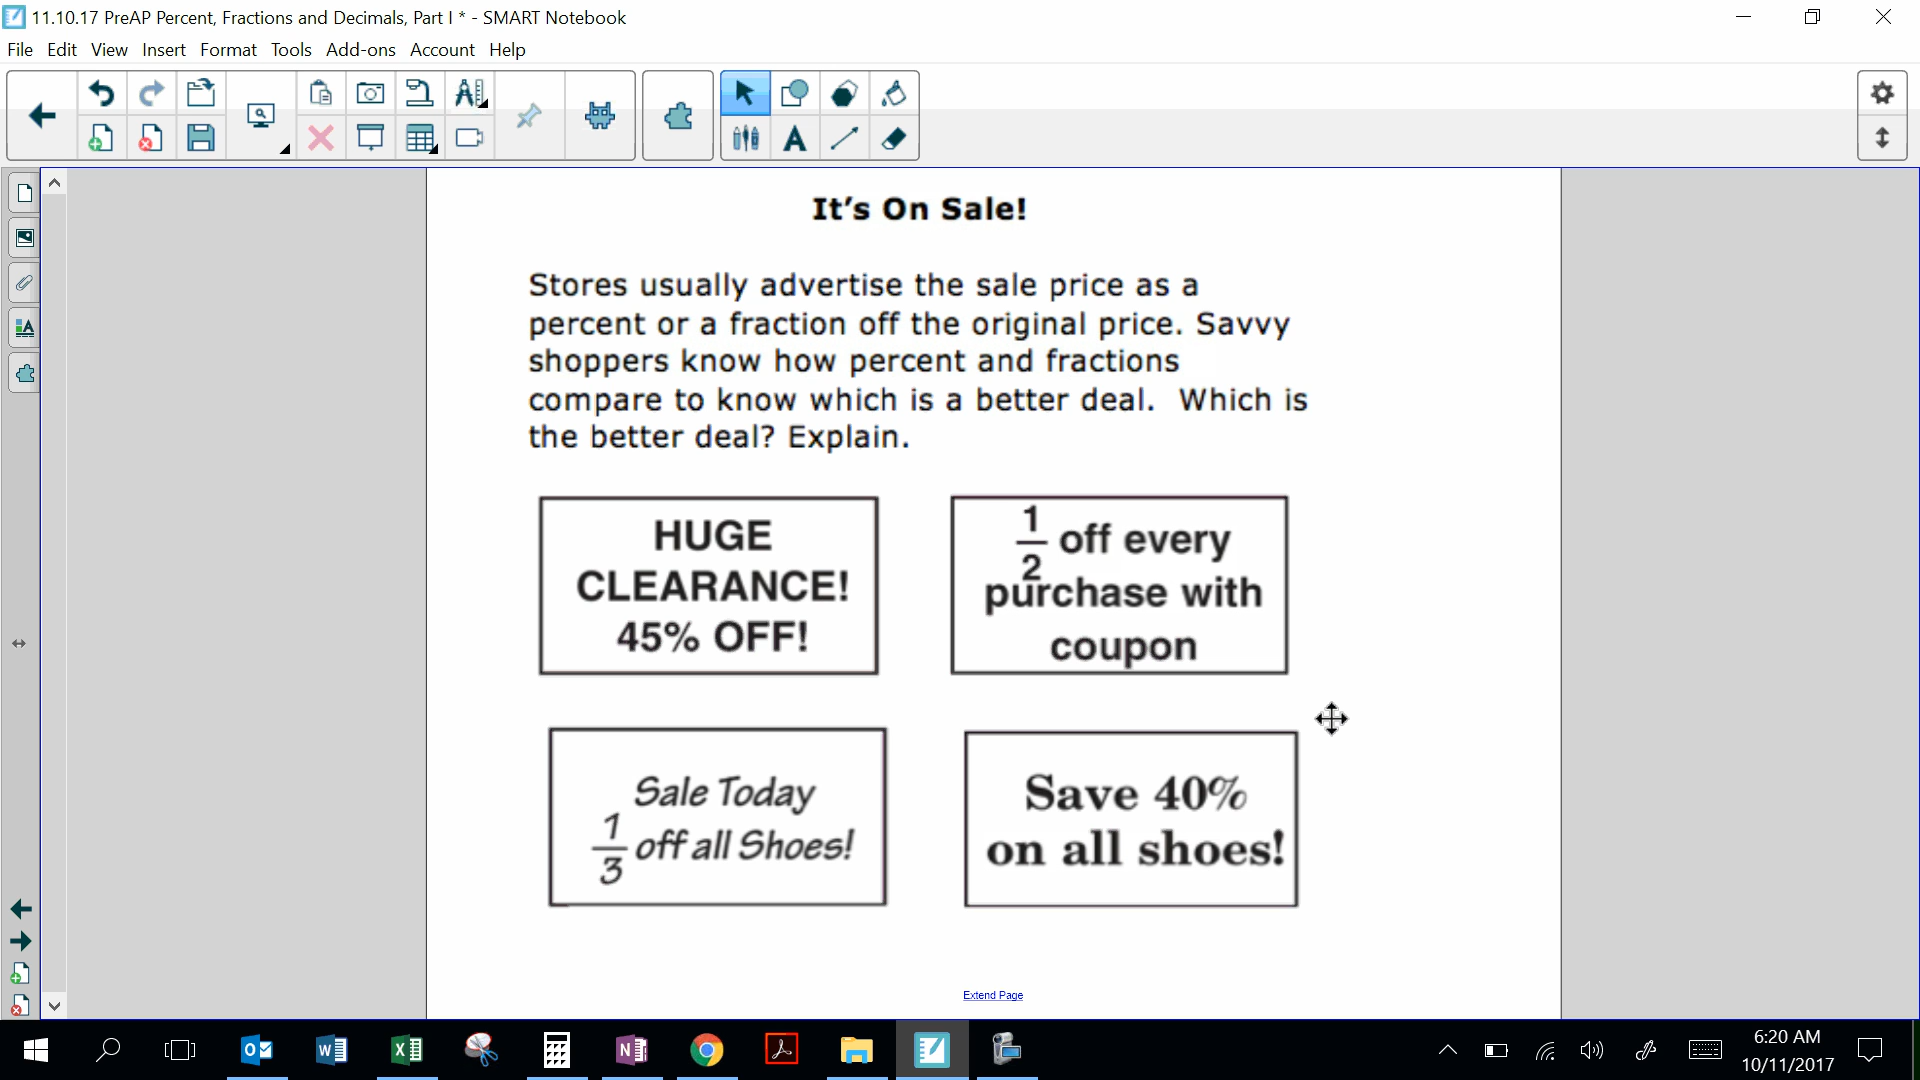 11.10.17 PreAP Percent, Fractions and Decimals, Part I * - SMART Notebook
File Edit View Insert Format Tools Add-ons Account Help
It's On Sale!
Stores usually advertise the sale price as a
percent or a fraction off the original price. Savvy
shoppers know how percent and fractions
compare to know which is a better deal. Which is
the better deal? Explain.
HUGE
CLEARANCE!
45% OFF!
1/2 off every
purchase with
coupon
Sale Today
1/3 off all Shoes!
Save 40%
on all shoes!
Extend Page
6:20 AM
10/11/2017